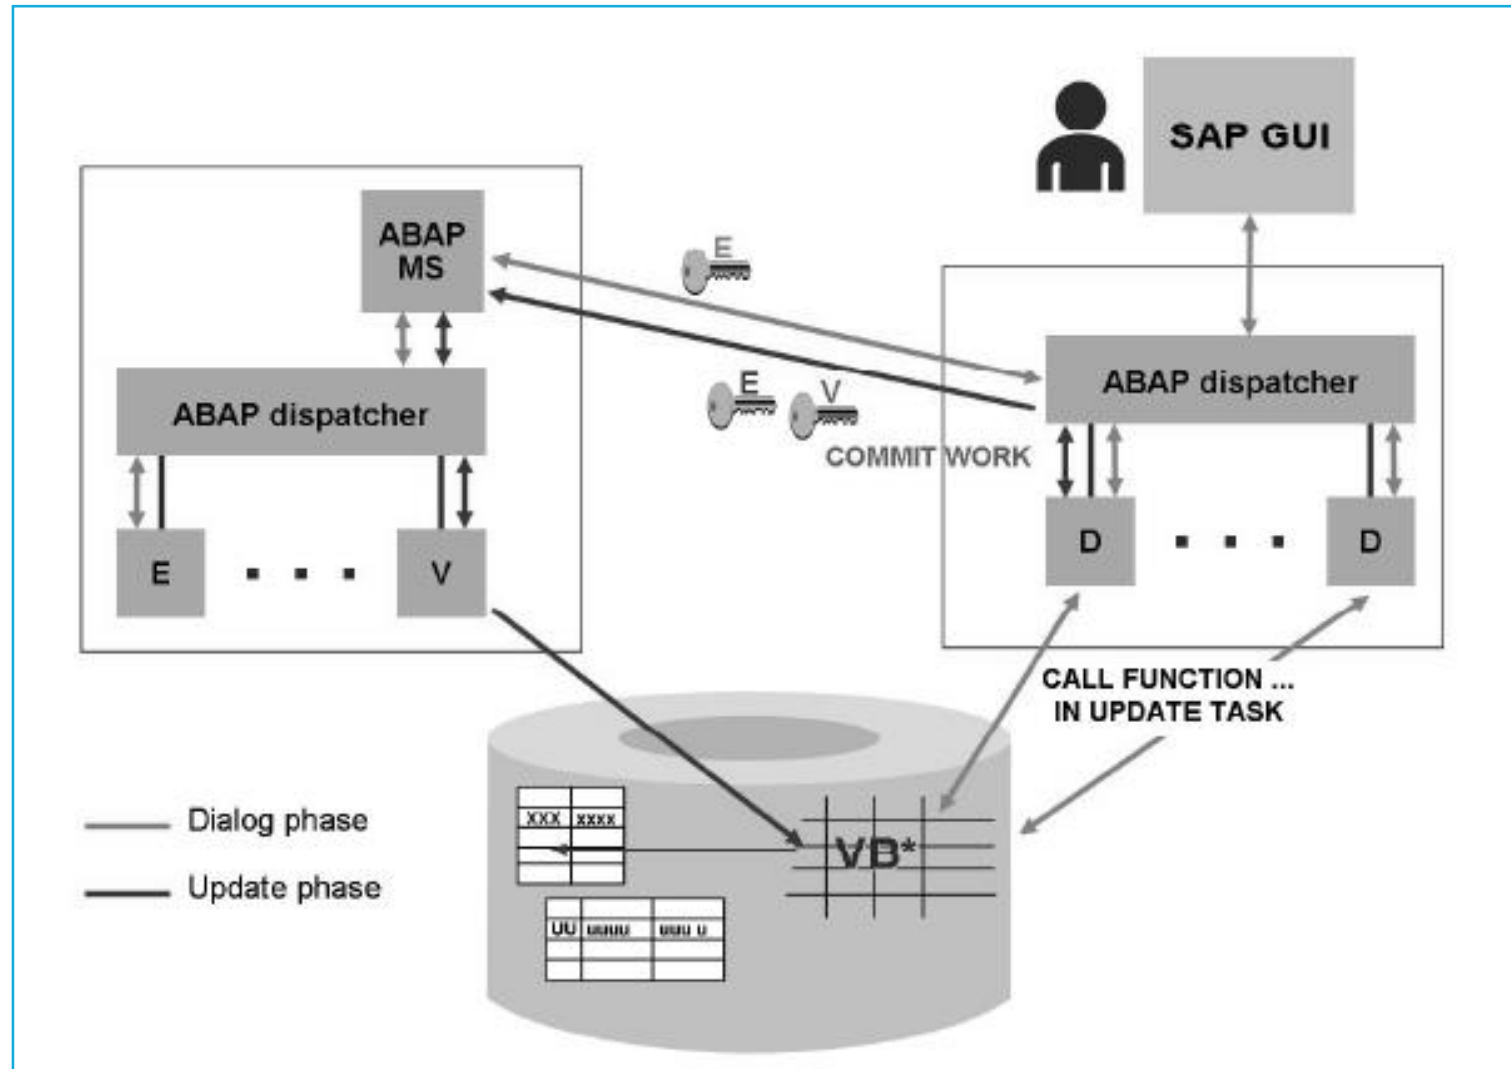 SAP GUI
ABAP
MS
E
E
V
COMMIT WORK
ABAP dispatcher
ABAP dispatcher
E
V
D
D
CALL FUNCTION ...
IN UPDATE TASK
Dialog phase
Update phase
XXX xxxx
VB*
UU uuuu uuu u